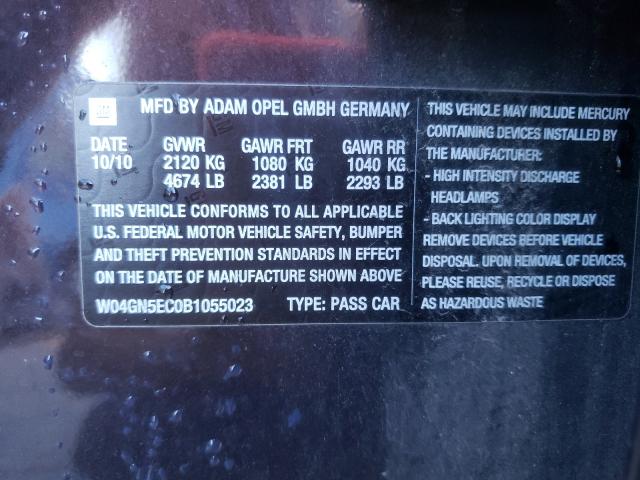 GM
MFD BY ADAM OPEL GMBH GERMANY
DATE GVWR GAWR FRT GAWR RR
10/10 2120 KG 1080 KG 1040 KG
4674 LB 2381 LB 2293 LB
THIS VEHICLE CONFORMS TO ALL APPLICABLE
U.S. FEDERAL MOTOR VEHICLE SAFETY, BUMPER
AND THEFT PREVENTION STANDARDS IN EFFECT
ON THE DATE OF MANUFACTURE SHOWN ABOVE
W04GN5EC0B1055023 TYPE: PASS CAR
THIS VEHICLE MAY INCLUDE MERCURY
CONTAINING DEVICES INSTALLED BY
THE MANUFACTURER:
- HIGH INTENSITY DISCHARGE
HEADLAMPS
- BACK LIGHTING COLOR DISPLAY
REMOVE DEVICES BEFORE VEHICLE
DISPOSAL. UPON REMOVAL OF DEVICES,
PLEASE REUSE, RECYCLE OR DISPOSE
AS HAZARDOUS WASTE